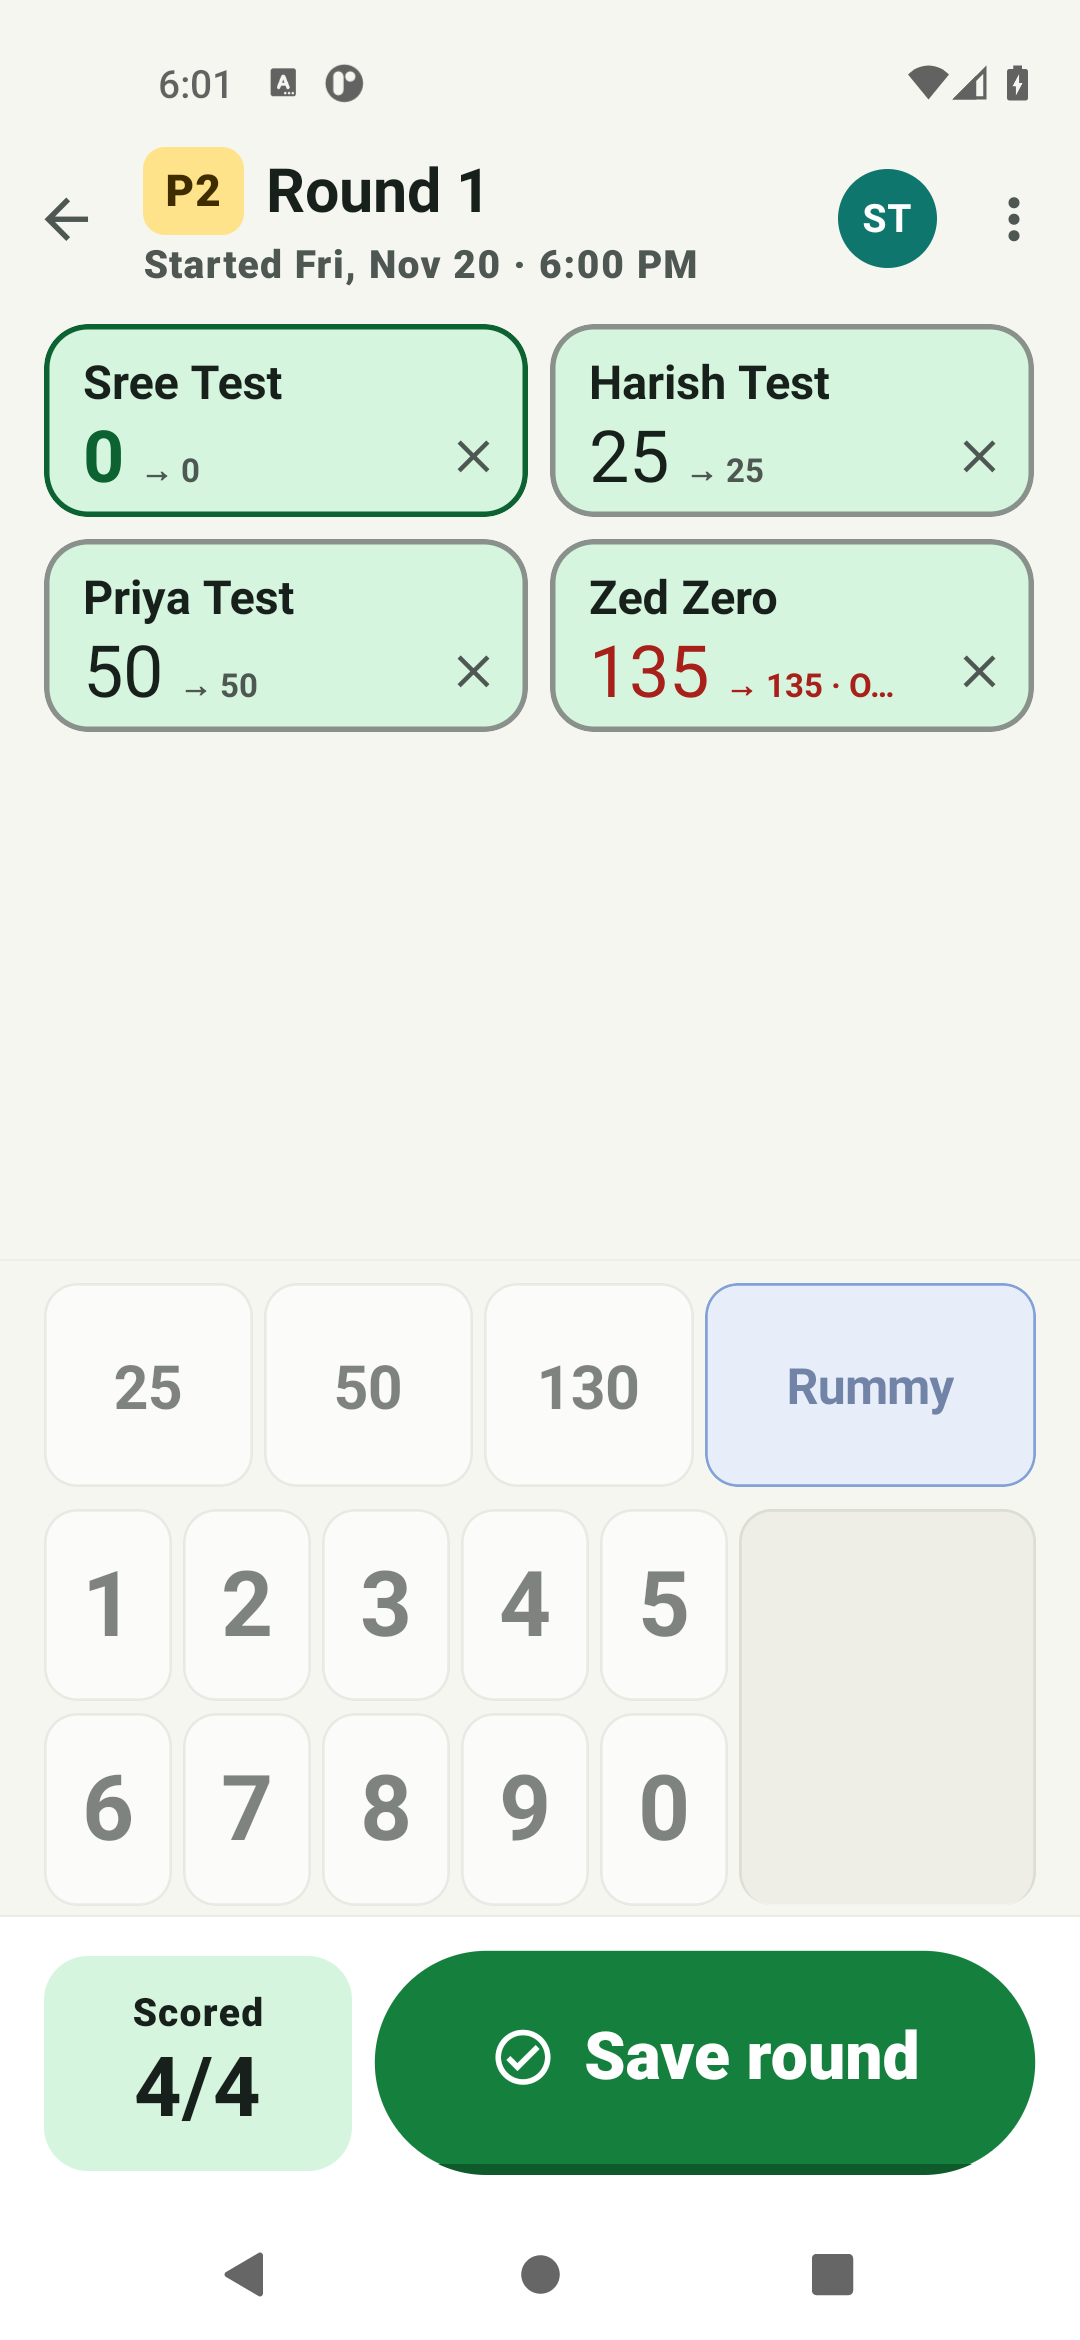 6:01
P2 Round 1
Started Fri, Nov 20 · 6:00 PM
ST
Sree Test
0 → 0
Harish Test
25 → 25
Priya Test
50 → 50
Zed Zero
135 → 135 · O...
25 50 130 Rummy
1 2 3 4 5
6 7 8 9 0
Scored
4/4
Save round